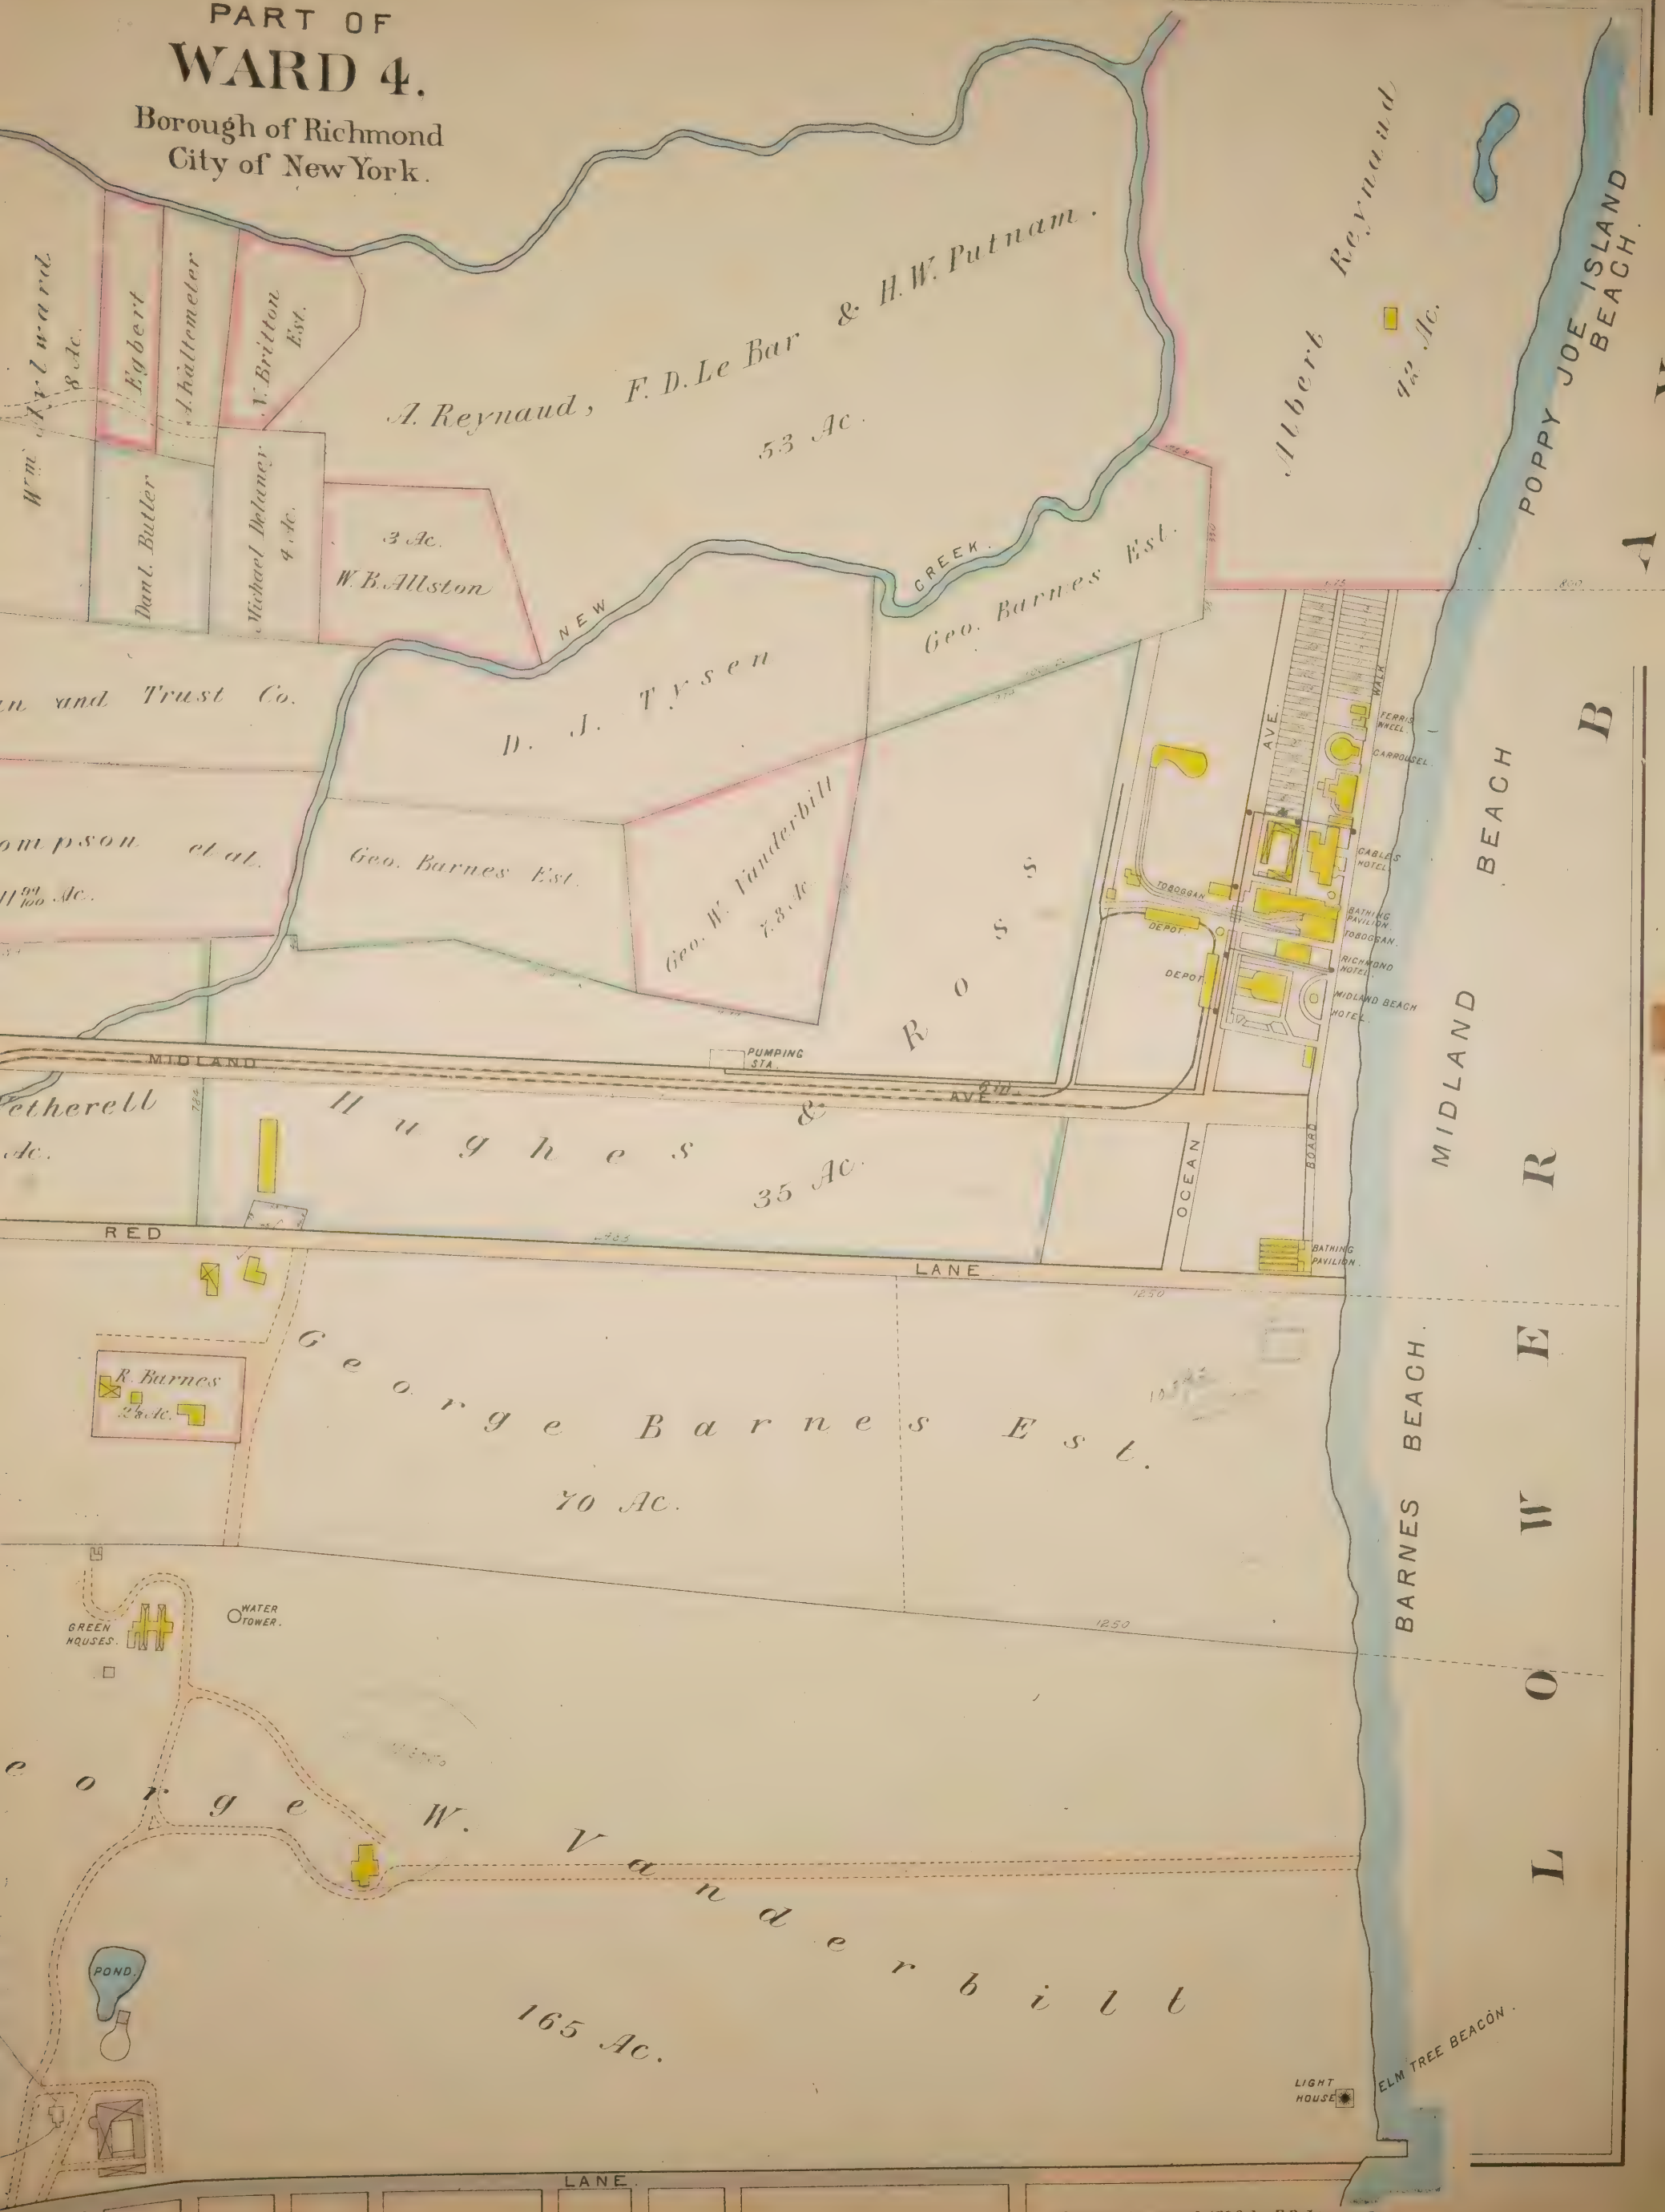 PART OF
WARD 4.
Borough of Richmond
City of New York.
8 Ac.
Egbert
N. Britton
Est.
Danl. Butler
Michael Delaney
4 Ac.
A. Reynaud, F. D. Le Bar & H. W. Putnam.
53 Ac.
Albert Reynaud
42 Ac.
POPPY JOE ISLAND
BEACH.
3 Ac.
W. B. Allston
NEW
CREEK.
Geo. Barnes Est.
D. J. Tysen
and Trust Co.
et al.
Geo. Barnes Est.
Geo. W. Vanderbilt
7.8 Ac
800
AVE.
WALK
FERRIS
WHEEL.
CARROUSEL.
GABLES
HOTEL.
TOBOGGAN
BATHING
PAVILION.
TOBOGGAN.
DEPOT.
DEPOT
RICHMOND
HOTEL.
MIDLAND BEACH
HOTEL.
MIDLAND BEACH
MIDLAND
AVE.
PUMPING
STA.
Hughes & Ross
35 Ac.
etherell
Ac.
784
OCEAN
BOARD
RED
LANE
BATHING
PAVILION.
1250
R. Barnes
George Barnes Est.
70 Ac.
BARNES BEACH.
1250
GREEN
HOUSES.
WATER
TOWER.
eorge W. Vanderbilt
165 Ac.
POND.
LIGHT
HOUSE
ELM TREE BEACON.
LANE.
LOWER BAY